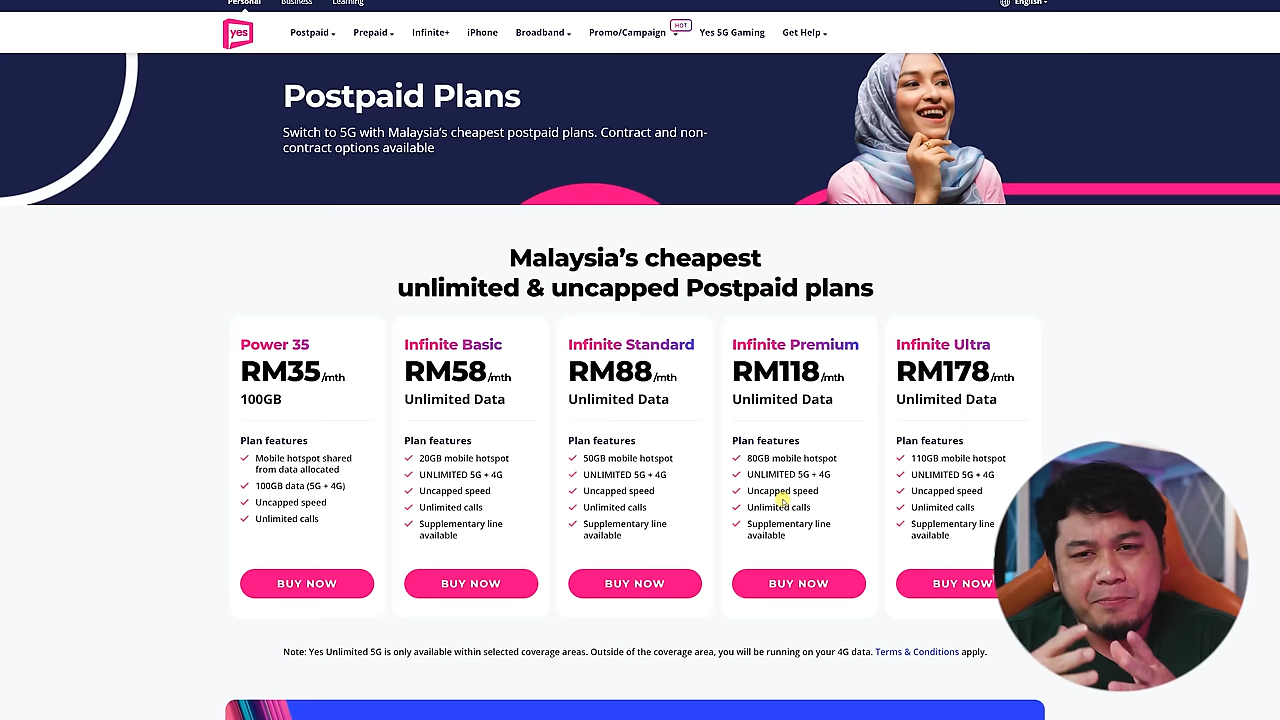 Personal Business Learning English
yes Postpaid Prepaid Infinite+ iPhone Broadband Promo/Campaign HOT Yes 5G Gaming Get Help
Postpaid Plans
Switch to 5G with Malaysia's cheapest postpaid plans. Contract and non-
contract options available
Malaysia's cheapest
unlimited & uncapped Postpaid plans
Power 35
RM35/mth
100GB
Plan features
Mobile hotspot shared
from data allocated
100GB data (5G + 4G)
Uncapped speed
Unlimited calls
BUY NOW
Infinite Basic
RM58/mth
Unlimited Data
Plan features
20GB mobile hotspot
UNLIMITED 5G + 4G
Uncapped speed
Unlimited calls
Supplementary line
available
BUY NOW
Infinite Standard
RM88/mth
Unlimited Data
Plan features
50GB mobile hotspot
UNLIMITED 5G + 4G
Uncapped speed
Unlimited calls
Supplementary line
available
BUY NOW
Infinite Premium
RM118/mth
Unlimited Data
Plan features
80GB mobile hotspot
UNLIMITED 5G + 4G
Uncapped speed
Unlimited calls
Supplementary line
available
BUY NOW
Infinite Ultra
RM178/mth
Unlimited Data
Plan features
110GB mobile hotspot
UNLIMITED 5G + 4G
Uncapped speed
Unlimited calls
Supplementary line
available
BUY NOW
Note: Yes Unlimited 5G is only available within selected coverage areas. Outside of the coverage area, you will be running on your 4G data. Terms & Conditions apply.